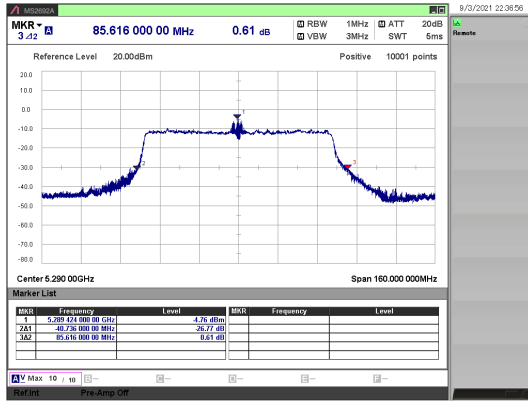 MS2692A
9/3/2021 22:36:56
MKR
3 Δ2 A 85.616 000 00 MHz 0.61 dB
M RBW 1MHz M ATT 20dB
M VBW 3MHz SWT 5ms
Remote
Reference Level 20.00dBm Positive 10001 points
20.0
10.0
0.0
-10.0
-20.0
-30.0
-40.0
-50.0
-60.0
-70.0
-80.0
1
2
3
Center 5.290 00GHz Span 160.000 000MHz
Marker List
MKR Frequency Level MKR Frequency Level
1 5.289 424 000 00 GHz -4.76 dBm
2Δ1 -40.736 000 00 MHz -26.77 dB
3Δ2 85.616 000 00 MHz 0.61 dB
A V Max 10 / 10 B-- C-- D-- E-- F--
Ref.Int Pre-Amp Off